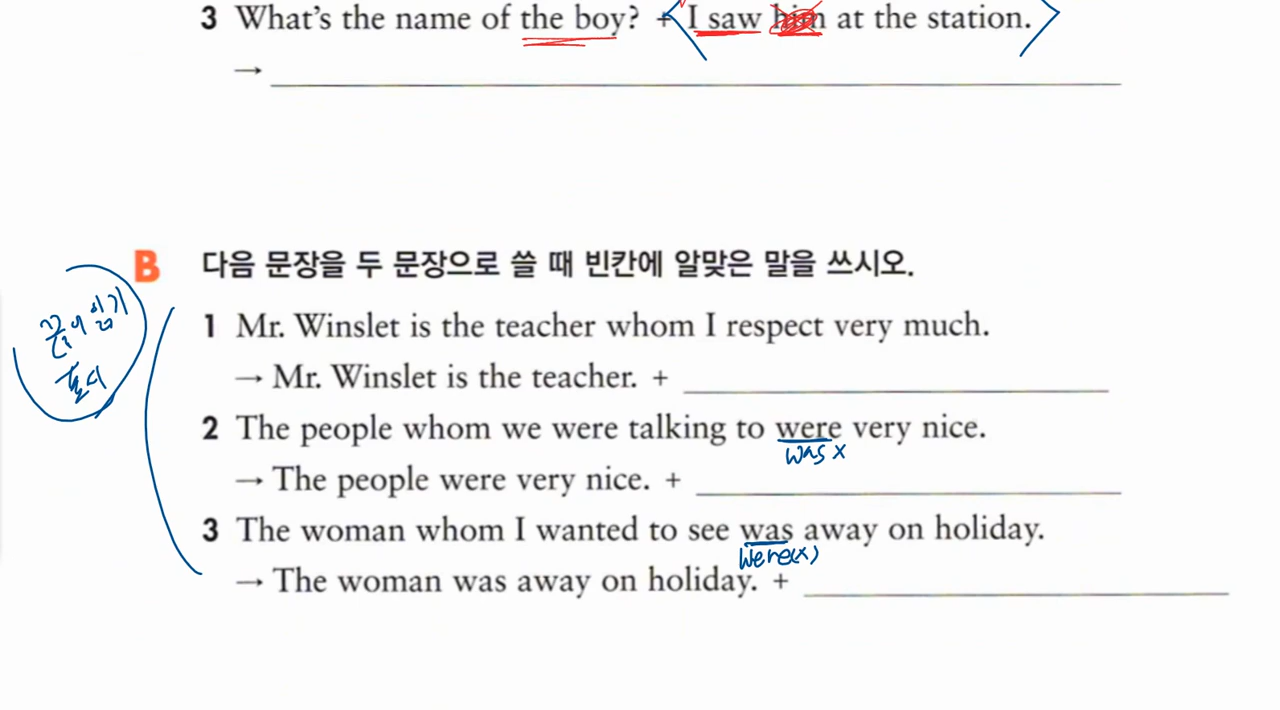 3 What's the name of the boy? + I saw him at the station.
→
B 다음 문장을 두 문장으로 쓸 때 빈칸에 알맞은 말을 쓰시오.
끊어읽기
표시
1 Mr. Winslet is the teacher whom I respect very much.
→ Mr. Winslet is the teacher. +
2 The people whom we were talking to were very nice.
was x
→ The people were very nice. +
3 The woman whom I wanted to see was away on holiday.
were(x)
→ The woman was away on holiday. +